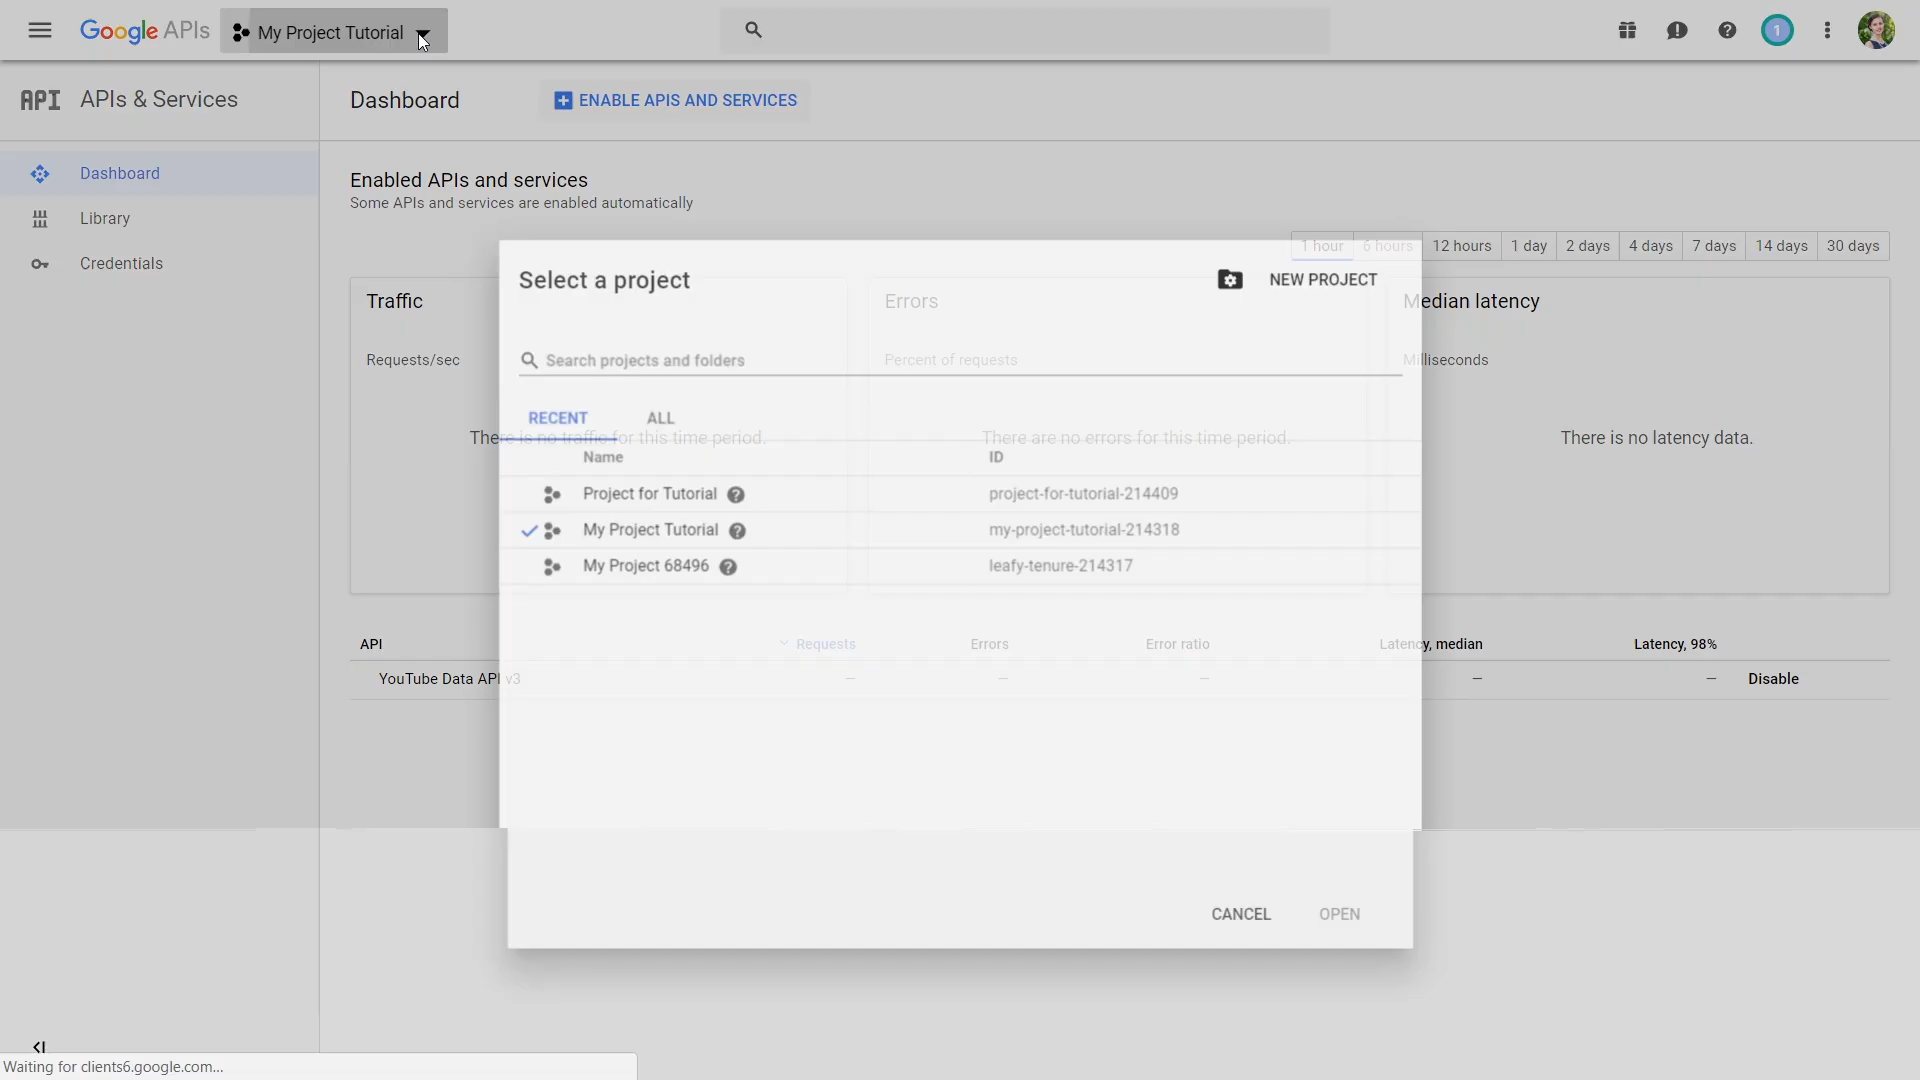 Google APIs
My Project Tutorial
1
API APIs & Services
Dashboard
ENABLE APIS AND SERVICES
Dashboard
Library
Credentials
Enabled APIs and services
Some APIs and services are enabled automatically
1 hour 6 hours 12 hours 1 day 2 days 4 days 7 days 14 days 30 days
Select a project
NEW PROJECT
Traffic
Errors
Median latency
Requests/sec
Search projects and folders
Percent of requests
Milliseconds
RECENT ALL
There is no traffic for this time period.
There are no errors for this time period.
There is no latency data.
Name ID
Project for Tutorial project-for-tutorial-214409
My Project Tutorial my-project-tutorial-214318
My Project 68496 leafy-tenure-214317
API Requests Errors Error ratio Latency, median Latency, 98%
YouTube Data API v3 — — — — — Disable
CANCEL OPEN
Waiting for clients6.google.com...